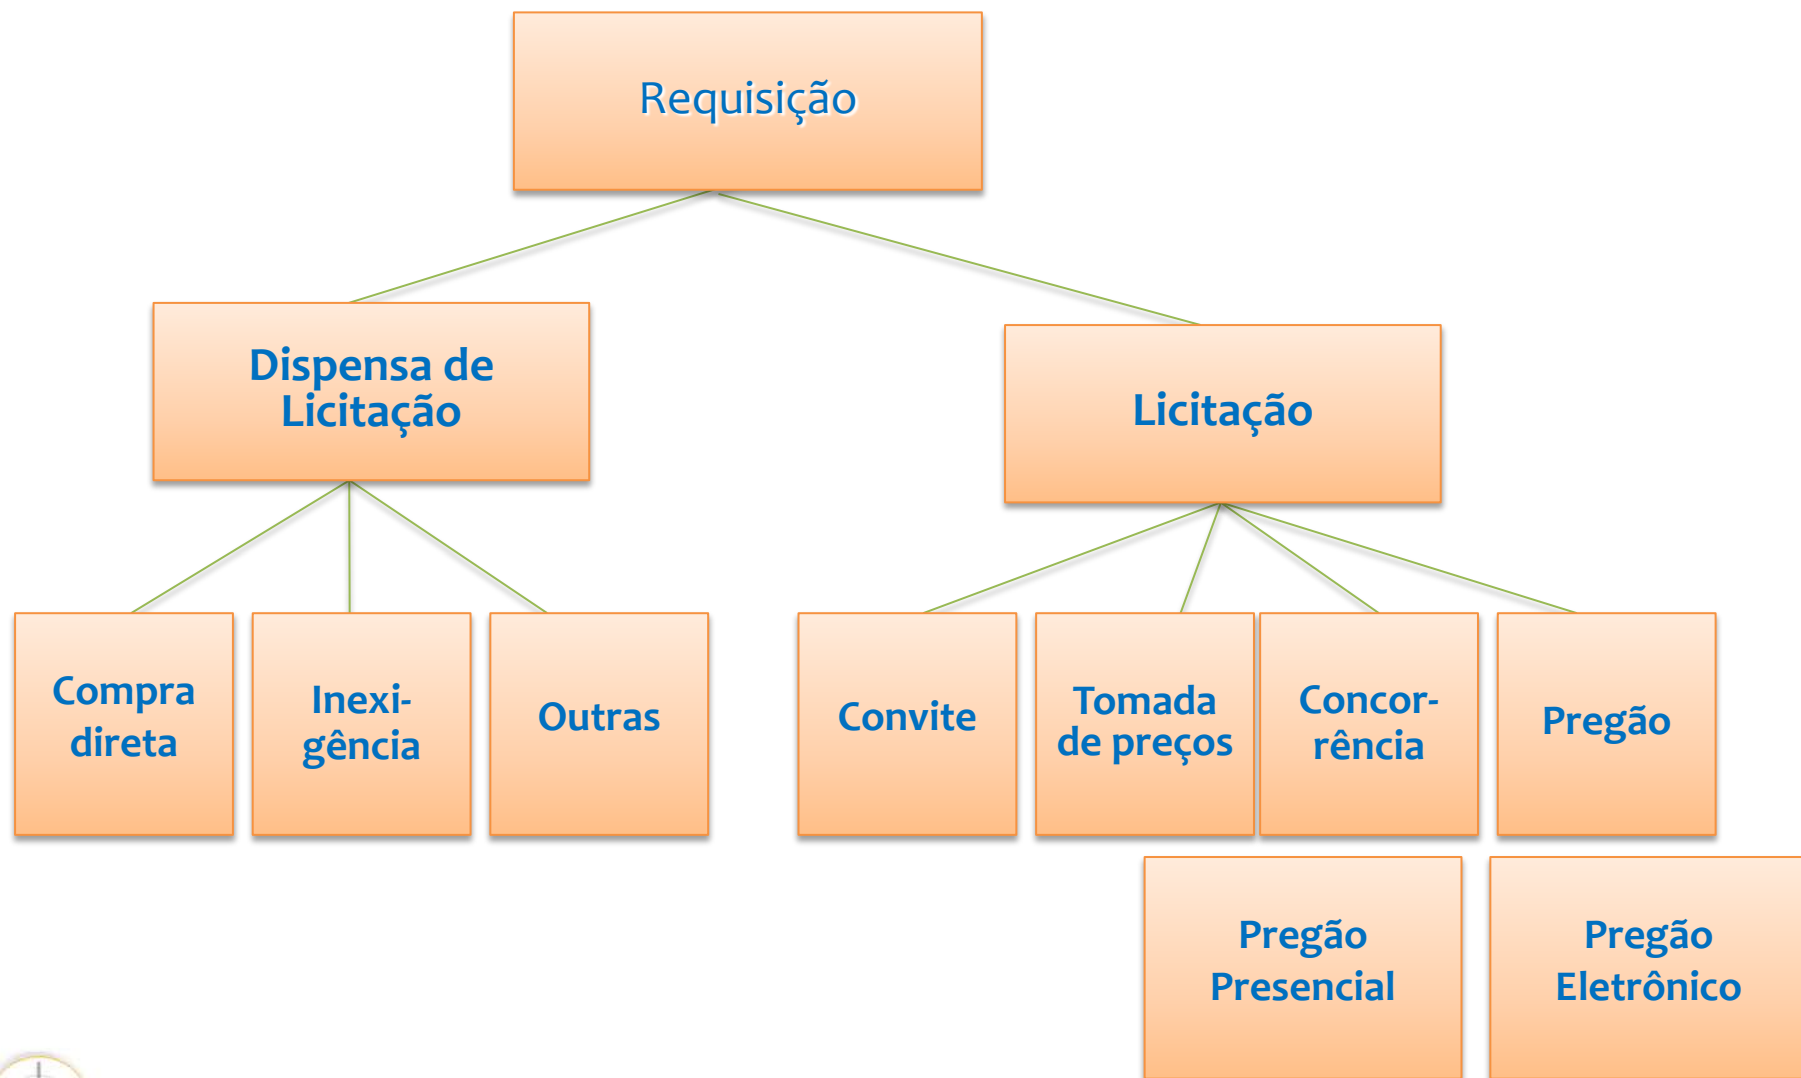 Requisição
Dispensa de
Licitação
Licitação
Compra
direta
Inexi-
gência
Outras
Convite
Tomada
de preços
Concor-
rência
Pregão
Pregão
Presencial
Pregão
Eletrônico